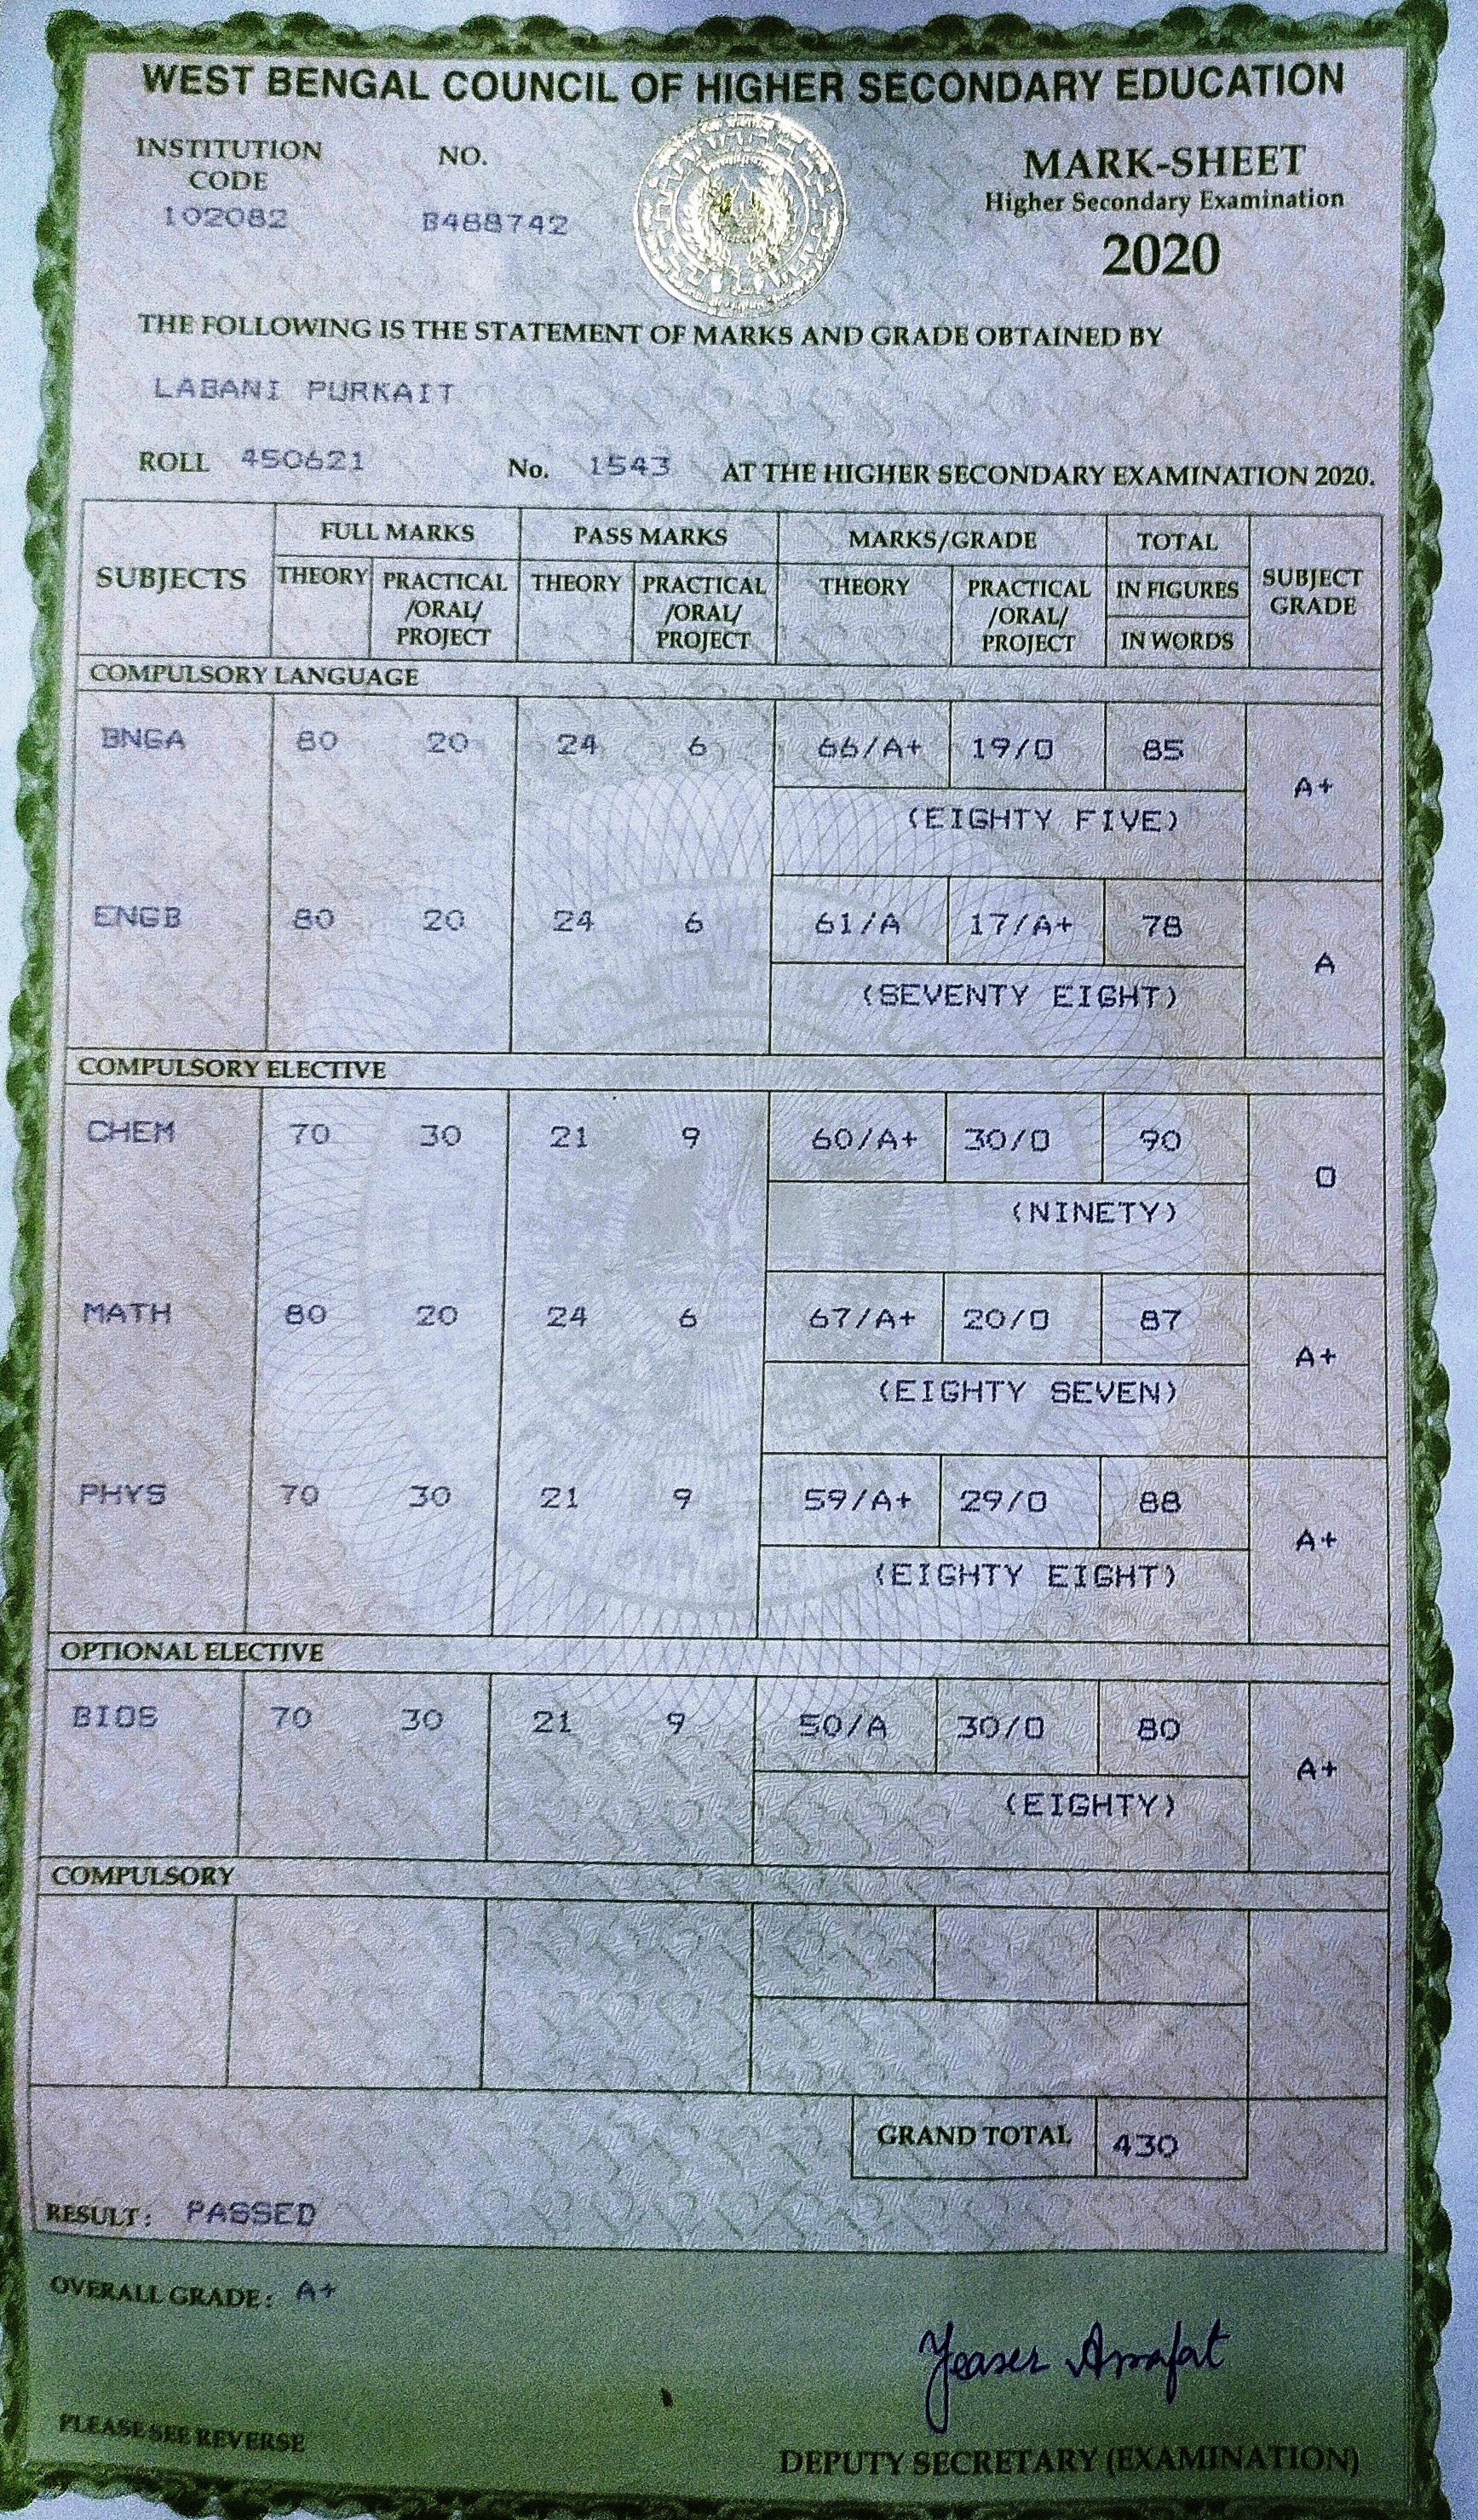 WEST BENGAL COUNCIL OF HIGHER SECONDARY EDUCATION
INSTITUTION CODE NO.
102082 B488742
MARK-SHEET
Higher Secondary Examination
2020
THE FOLLOWING IS THE STATEMENT OF MARKS AND GRADE OBTAINED BY
LABANI PURKAIT
ROLL 450621 No. 1543 AT THE HIGHER SECONDARY EXAMINATION 2020.
SUBJECTS FULL MARKS PASS MARKS MARKS/GRADE TOTAL SUBJECT GRADE
THEORY PRACTICAL /ORAL/ PROJECT THEORY PRACTICAL /ORAL/ PROJECT THEORY PRACTICAL /ORAL/ PROJECT IN FIGURES
IN WORDS
COMPULSORY LANGUAGE
BNGA 80 20 24 6 66/A+ 19/O 85 A+
(EIGHTY FIVE)
ENGB 80 20 24 6 61/A 17/A+ 78 A
(SEVENTY EIGHT)
COMPULSORY ELECTIVE
CHEM 70 30 21 9 60/A+ 30/O 90 O
(NINETY)
MATH 80 20 24 6 67/A+ 20/O 87 A+
(EIGHTY SEVEN)
PHYS 70 30 21 9 59/A+ 29/O 88 A+
(EIGHTY EIGHT)
OPTIONAL ELECTIVE
BIOS 70 30 21 9 50/A 30/O 80 A+
(EIGHTY)
COMPULSORY
GRAND TOTAL 430
RESULT: PASSED
OVERALL GRADE: A+
Yeaser Arrafat
PLEASE SEE REVERSE
DEPUTY SECRETARY (EXAMINATION)